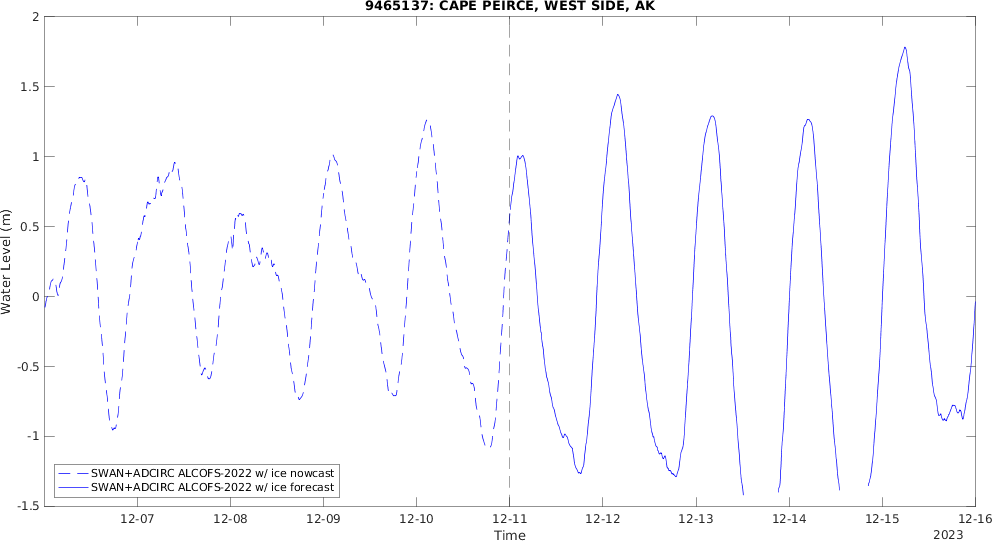 9465137: CAPE PEIRCE, WEST SIDE, AK
2
1.5
1
0.5
0
-0.5
-1
-1.5
Water Level (m)
SWAN+ADCIRC ALCOFS-2022 w/ ice nowcast
SWAN+ADCIRC ALCOFS-2022 w/ ice forecast
12-07 12-08 12-09 12-10 12-11 12-12 12-13 12-14 12-15 12-16
Time
2023